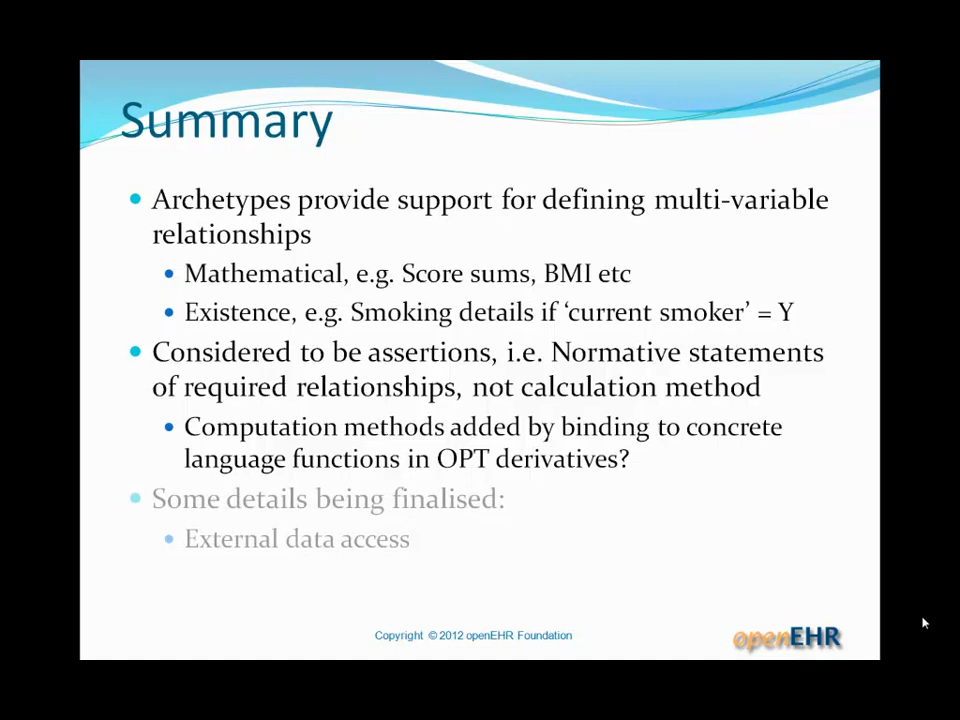 Summary
Archetypes provide support for defining multi-variable
relationships
Mathematical, e.g. Score sums, BMI etc
Existence, e.g. Smoking details if ‘current smoker’ = Y
Considered to be assertions, i.e. Normative statements
of required relationships, not calculation method
Computation methods added by binding to concrete
language functions in OPT derivatives?
Some details being finalised:
External data access
Copyright © 2012 openEHR Foundation
openEHR